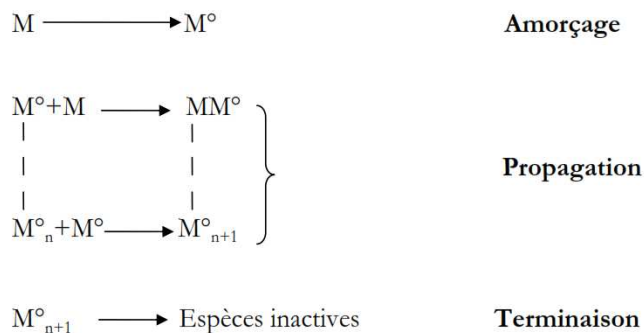 M M° Amorçage
M°+M MM°
Propagation
M°n+M° M°n+1
M°n+1 Espèces inactives Terminaison